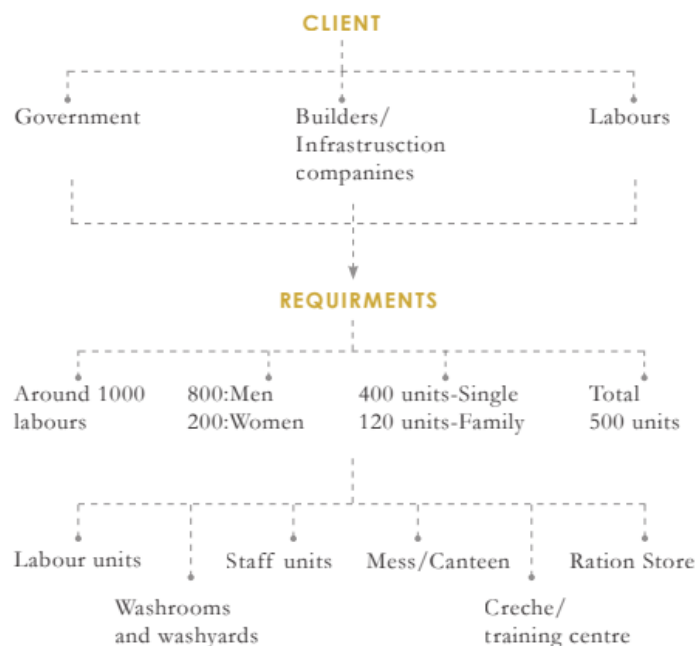 CLIENT
Government
Builders/
Infrastrusction
companines
Labours
REQUIRMENTS
Around 1000
labours
800:Men
200:Women
400 units-Single
120 units-Family
Total
500 units
Labour units
Staff units
Mess/Canteen
Ration Store
Washrooms
and washyards
Creche/
training centre